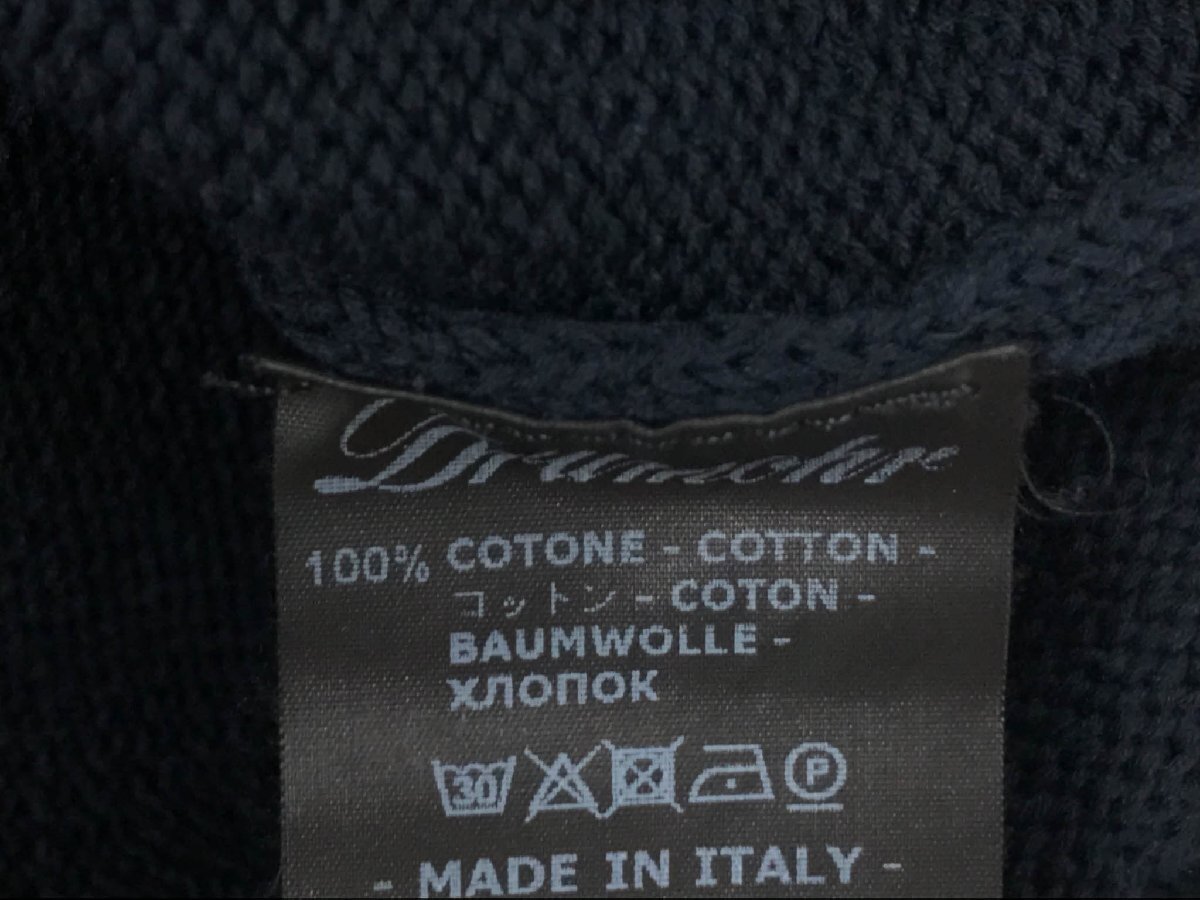 Drumohr
100% COTONE - COTTON -
コットン - COTON -
BAUMWOLLE -
ХЛОПОК
30 P
- MADE IN ITALY -